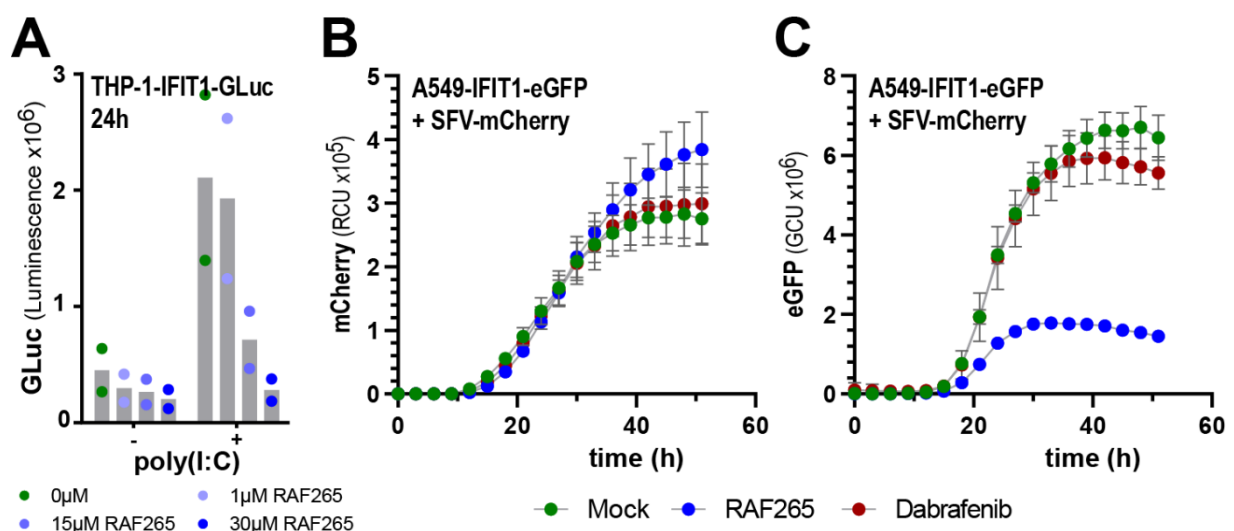 A
THP-1-IFIT1-GLuc
24h
GLuc (Luminescence x10⁶)
3
2
1
0
-
+
poly(I:C)
0µM
1µM RAF265
15µM RAF265
30µM RAF265
B
A549-IFIT1-eGFP
+ SFV-mCherry
mCherry (RCU x10⁵)
5
4
3
2
1
0
0
20
40
60
time (h)
C
A549-IFIT1-eGFP
+ SFV-mCherry
eGFP (GCU x10⁶)
8
6
4
2
0
0
20
40
60
time (h)
Mock
RAF265
Dabrafenib